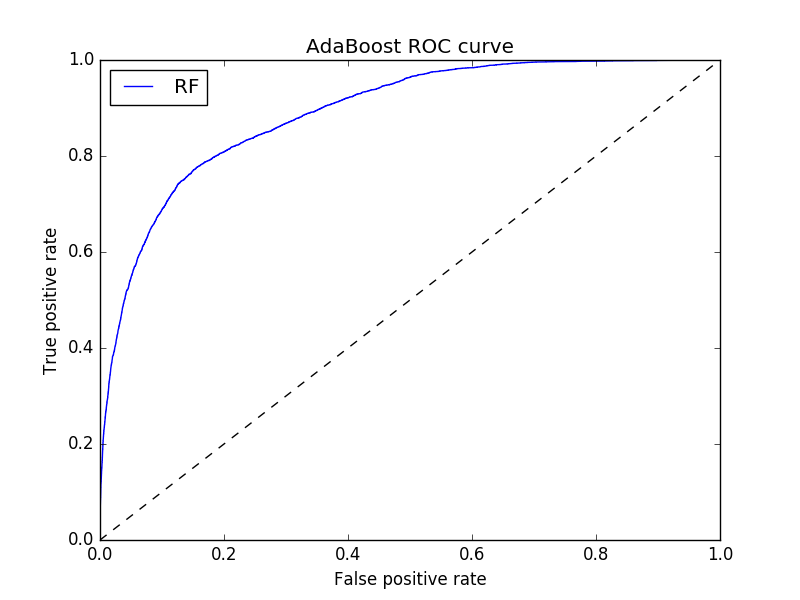 AdaBoost ROC curve
RF
True positive rate
1.0
0.8
0.6
0.4
0.2
0.0
0.0 0.2 0.4 0.6 0.8 1.0
False positive rate